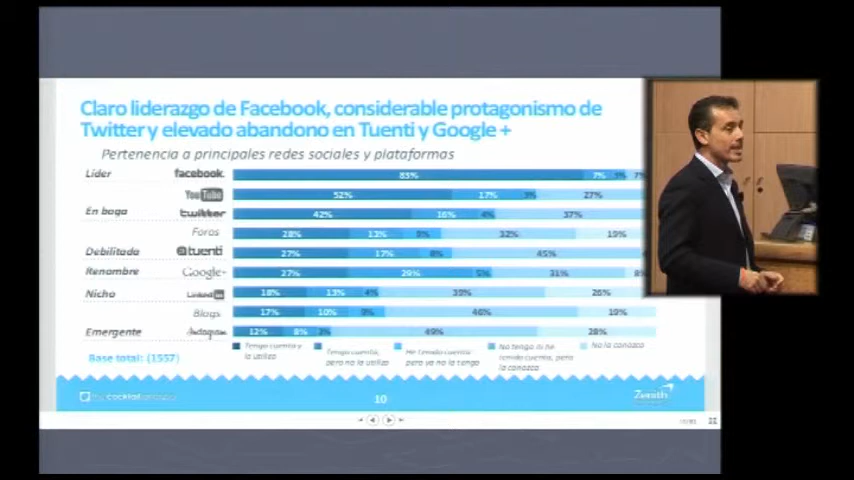 Claro liderazgo de Facebook, considerable protagonismo de
Twitter y elevado abandono en Tuenti y Google +
Pertenencia a principales redes sociales y plataformas
Líder facebook. 83% 7% 7%
YouTube 52% 17% 27%
En boga twitter 42% 16% 4% 37%
Foros 28% 13% 32% 19%
Debilitada tuenti 27% 17% 8% 45%
Renombre Google+ 27% 29% 5% 31% 8%
Nicho LinkedIn 18% 13% 4% 26%
Blogs 17% 10% 46% 19%
Emergente 12% 8% 3% 49% 28%
Tengo cuenta y
la utilizo
Tengo cuenta,
pero no la utilizo
He tenido cuenta
pero ya no la tengo
No tengo ni he
tenido cuenta, pero
la conozco
No la conozco
Base total: (1557)
10
Zenith